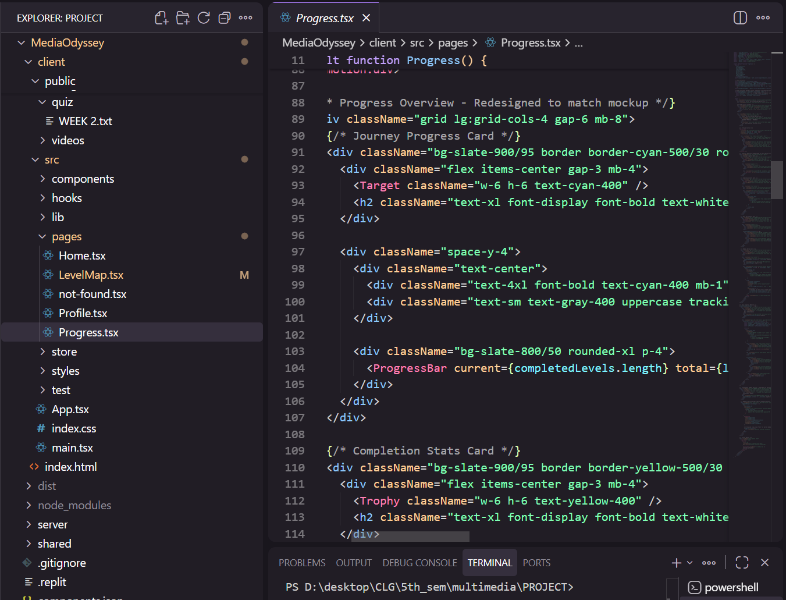 EXPLORER: PROJECT
MediaOdyssey
client
public
quiz
WEEK 2.txt
videos
src
components
hooks
lib
pages
Home.tsx
LevelMap.tsx M
not-found.tsx
Profile.tsx
Progress.tsx
store
styles
test
App.tsx
# index.css
main.tsx
<> index.html
dist
node_modules
server
shared
.gitignore
.replit
Progress.tsx
MediaOdyssey > client > src > pages > Progress.tsx > ...
11 lt function Progress() {
86 motion.div>
87
88 * Progress Overview - Redesigned to match mockup */}
89 iv className="grid lg:grid-cols-4 gap-6 mb-8">
90 {/* Journey Progress Card */}
91 <div className="bg-slate-900/95 border border-cyan-500/30 ro
92 <div className="flex items-center gap-3 mb-4">
93 <Target className="w-6 h-6 text-cyan-400" />
94 <h2 className="text-xl font-display font-bold text-white
95 </div>
96
97 <div className="space-y-4">
98 <div className="text-center">
99 <div className="text-4xl font-bold text-cyan-400 mb-1"
100 <div className="text-sm text-gray-400 uppercase tracki
101 </div>
102
103 <div className="bg-slate-800/50 rounded-xl p-4">
104 <ProgressBar current={completedLevels.length} total={l
105 </div>
106 </div>
107 </div>
108
109 {/* Completion Stats Card */}
110 <div className="bg-slate-900/95 border border-yellow-500/30
111 <div className="flex items-center gap-3 mb-4">
112 <Trophy className="w-6 h-6 text-yellow-400" />
113 <h2 className="text-xl font-display font-bold text-white
114 </div>
PROBLEMS OUTPUT DEBUG CONSOLE TERMINAL PORTS
PS D:\desktop\CLG\5th_sem\multimedia\PROJECT>
powershell